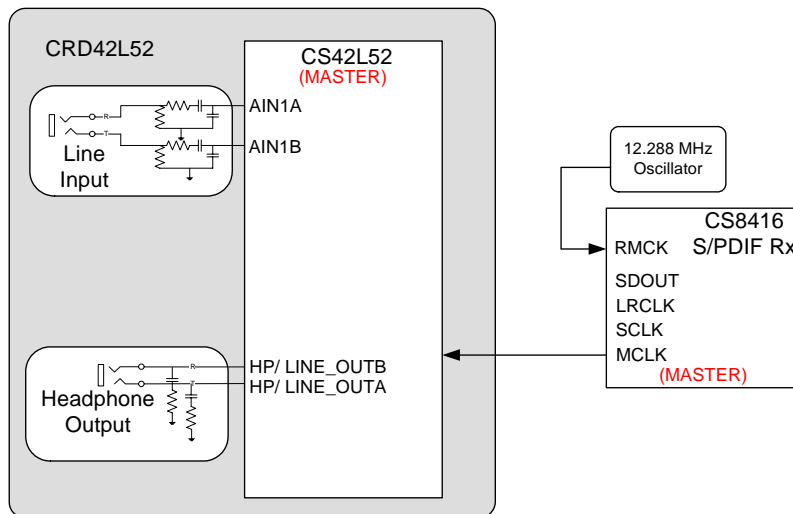 CRD42L52
CS42L52
(MASTER)
R
T
Line
Input
AIN1A
AIN1B
12.288 MHz
Oscillator
CS8416
S/PDIF Rx
RMCK
SDOUT
LRCLK
SCLK
MCLK
(MASTER)
R
T
Headphone
Output
HP/ LINE_OUTB
HP/ LINE_OUTA